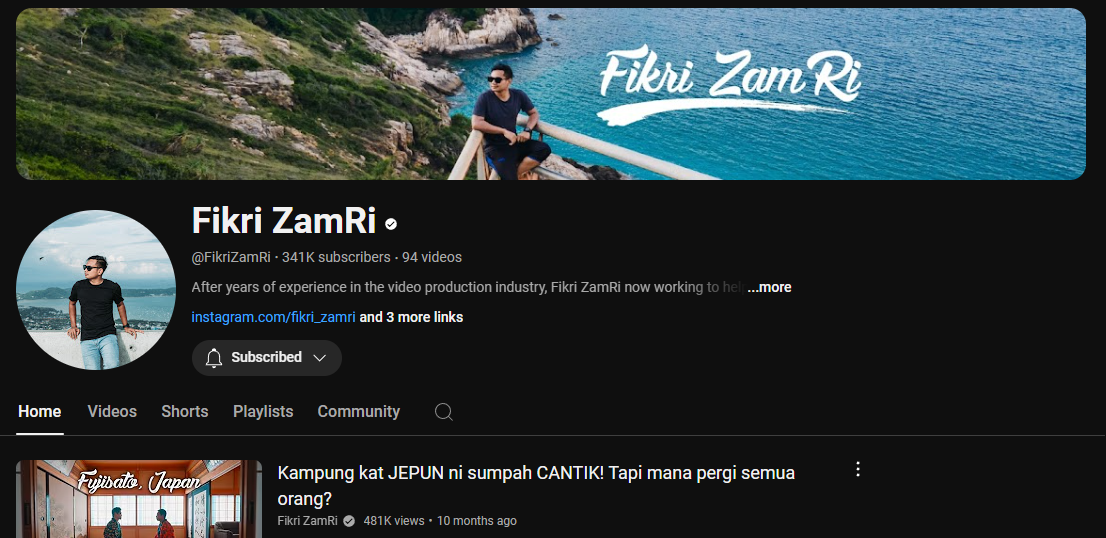 Fikri ZamRi
Fikri ZamRi
@FikriZamRi · 341K subscribers · 94 videos
After years of experience in the video production industry, Fikri ZamRi now working to hel ...more
instagram.com/fikri_zamri and 3 more links
Subscribed
Home Videos Shorts Playlists Community
Fujisato, Japan
Kampung kat JEPUN ni sumpah CANTIK! Tapi mana pergi semua
orang?
Fikri ZamRi 481K views • 10 months ago